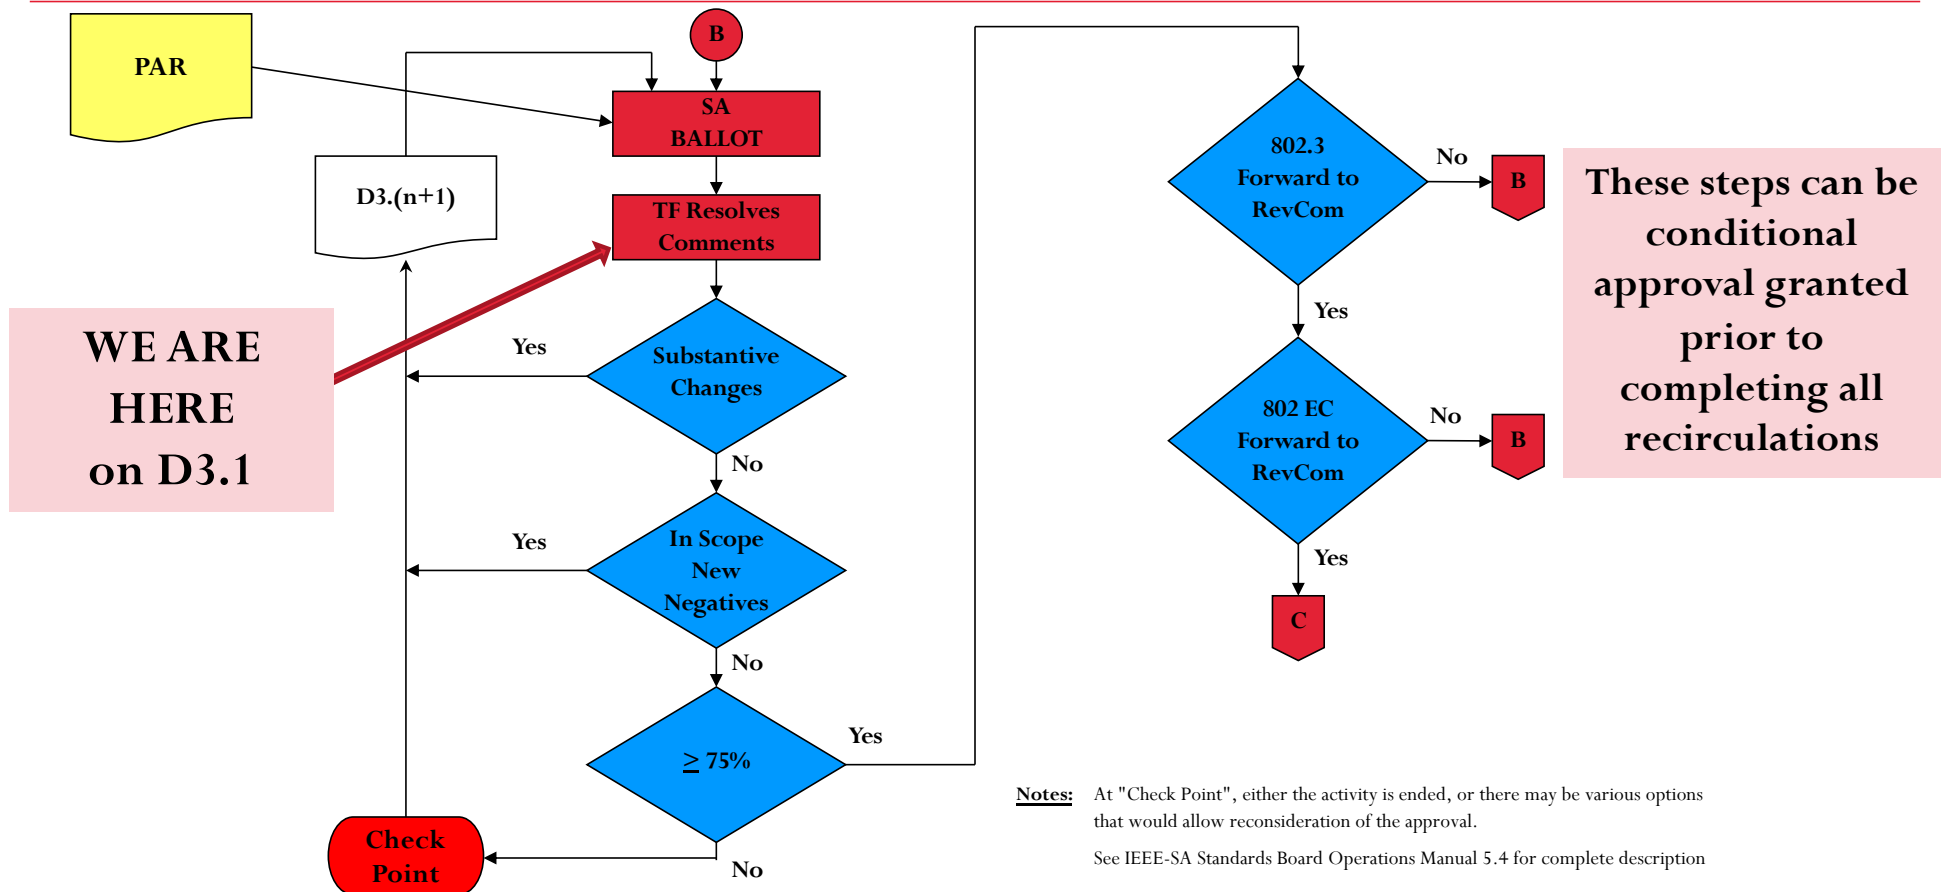 B
PAR
SA
BALLOT
D3.(n+1)
TF Resolves
Comments
WE ARE
HERE
on D3.1
Yes
Substantive
Changes
No
Yes
In Scope
New
Negatives
No
≥ 75%
Yes
No
Check
Point
802.3
Forward to
RevCom
No
B
Yes
802 EC
Forward to
RevCom
No
B
Yes
C
These steps can be
conditional
approval granted
prior to
completing all
recirculations
Notes: At "Check Point", either the activity is ended, or there may be various options
that would allow reconsideration of the approval.
See IEEE-SA Standards Board Operations Manual 5.4 for complete description